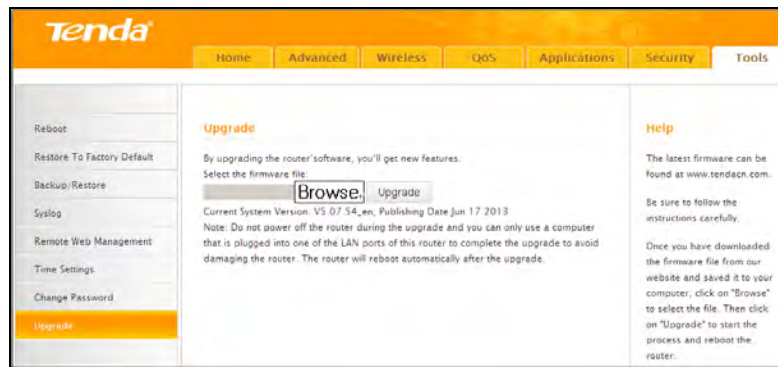 Tenda
Home Advanced Wireless QoS Applications Security Tools
Reboot
Restore To Factory Default
Backup/Restore
Syslog
Remote Web Management
Time Settings
Change Password
Upgrade
Upgrade
By upgrading the router'software, you'll get new features.
Select the firmware file:
Browse. Upgrade
Current System Version: V5.07.54_en; Publishing Date:Jun 17 2013
Note: Do not power off the router during the upgrade and you can only use a computer
that is plugged into one of the LAN ports of this router to complete the upgrade to avoid
damaging the router. The router will reboot automatically after the upgrade.
Help
The latest firmware can be
found at www.tendacn.com.
Be sure to follow the
instructions carefully.
Once you have downloaded
the firmware file from our
website and saved it to your
computer, click on "Browse"
to select the file. Then click
on "Upgrade" to start the
process and reboot the
router.